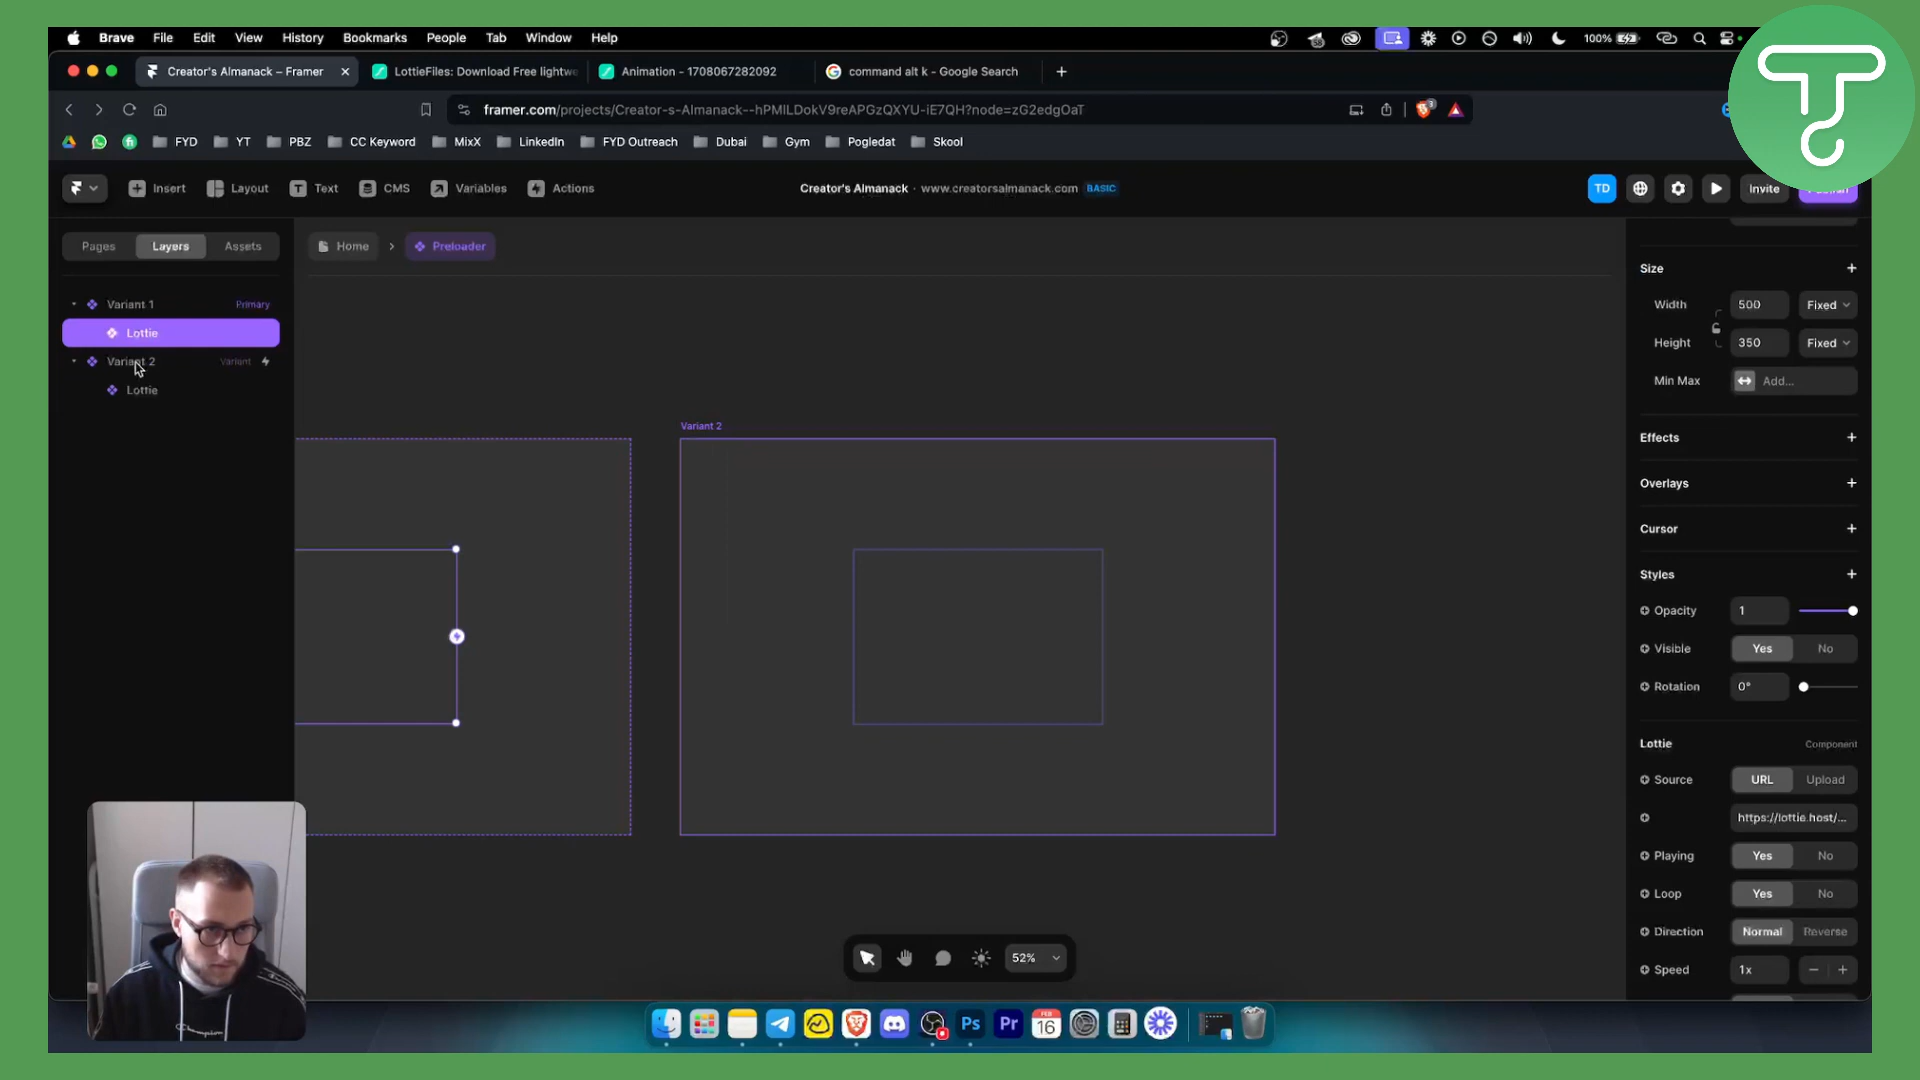 Brave File Edit View History Bookmarks People Tab Window Help 100%
Creator's Almanack – Framer LottieFiles: Download Free lightwe Animation - 1708067282092 command alt k - Google Search
framer.com/projects/Creator-s-Almanack--hPMILDokV9reAPGzQXYU-iE7QH?node=zG2edgOaT 3
FYD YT PBZ CC Keyword MixX LinkedIn FYD Outreach Dubai Gym Pogledat Skool
Insert Layout Text CMS Variables Actions Creator's Almanack · www.creatorsalmanack.com BASIC TD Invite
Pages Layers Assets Home Preloader
Size
Variant 1 Primary Width 500 Fixed
Lottie Height 350 Fixed
Variant 2 Variant
Min Max Add...
Lottie
Variant 2 Effects
Overlays
Cursor
Styles
Opacity 1
Visible Yes No
Rotation 0°
Lottie Component
Source URL Upload
https://lottie.host/...
Playing Yes No
Loop Yes No
Direction Normal Reverse
52% Speed 1x
Champion
Ps Pr FEB 16